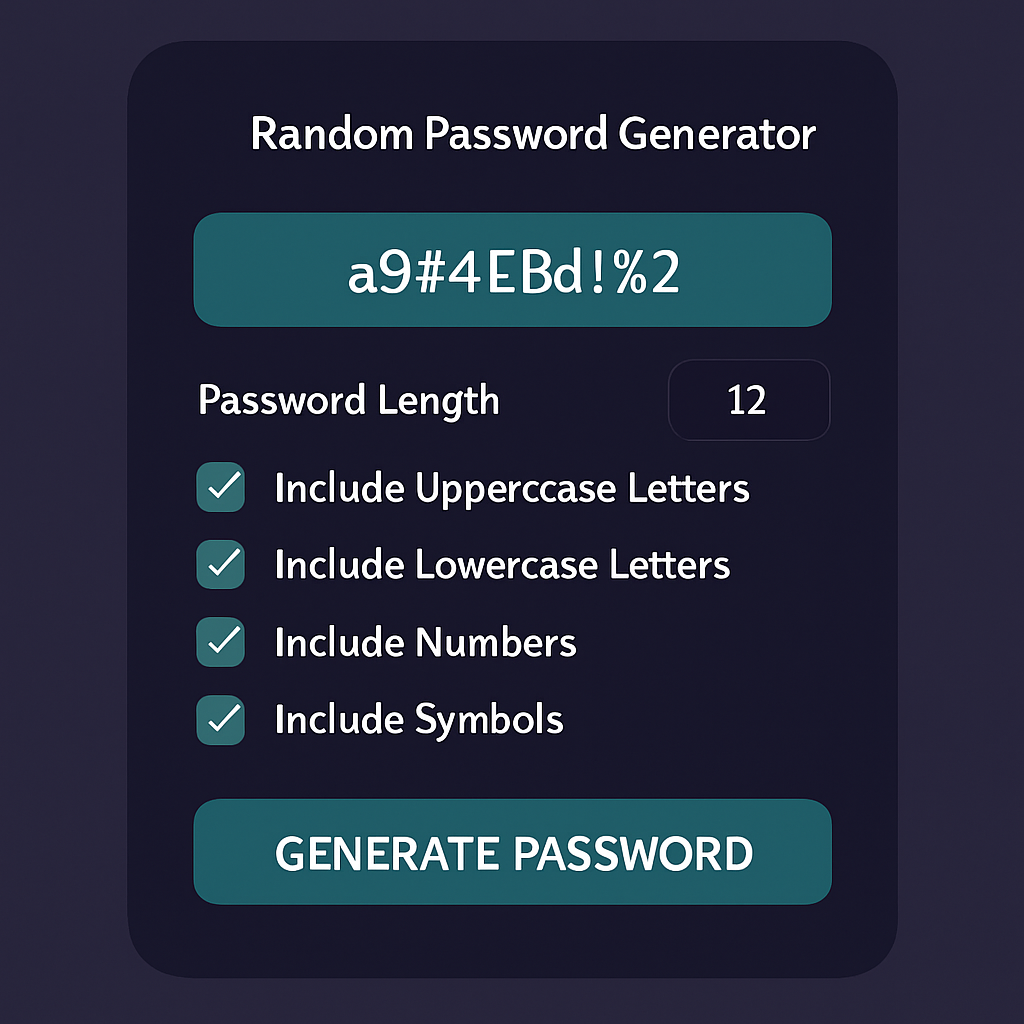 Random Password Generator
a9#4EBd!%2
Password Length 12
Include Upperccase Letters
Include Lowercase Letters
Include Numbers
Include Symbols
GENERATE PASSWORD